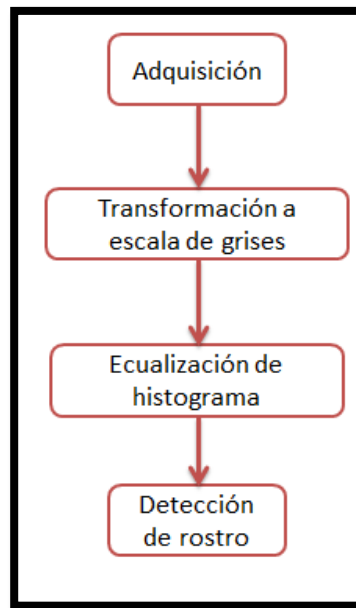 Adquisición
Transformación a
escala de grises
Ecualización de
histograma
Detección
de rostro